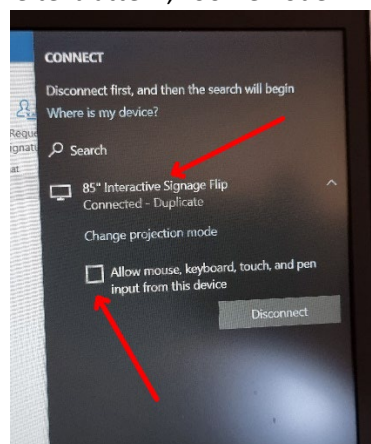 CONNECT
Disconnect first, and then the search will begin
Where is my device?
Search
85" Interactive Signage Flip
Connected - Duplicate
Change projection mode
Allow mouse, keyboard, touch, and pen
input from this device
Disconnect